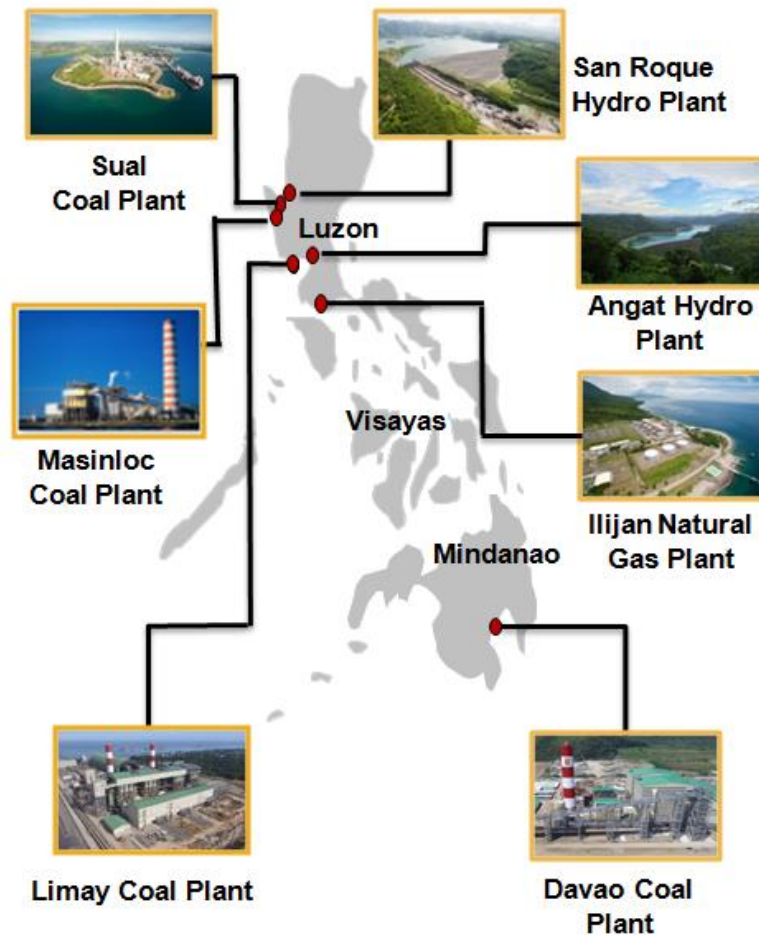 San Roque
Hydro Plant
Sual
Coal Plant
Luzon
Angat Hydro
Plant
Visayas
Masinloc
Coal Plant
Ilijan Natural
Gas Plant
Mindanao
Limay Coal Plant
Davao Coal
Plant